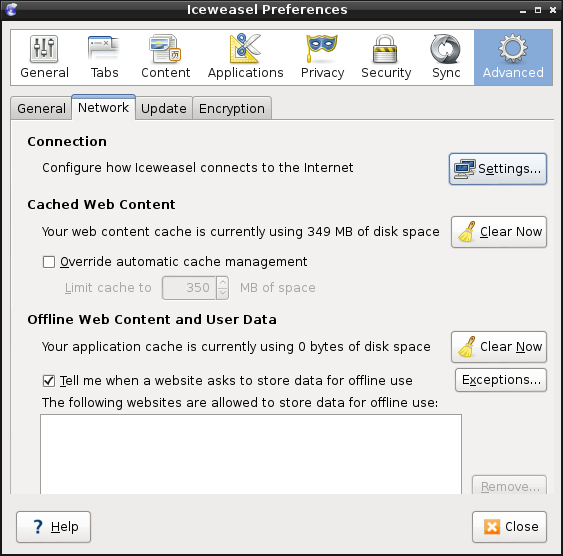 Iceweasel Preferences
General Tabs Content Applications Privacy Security Sync Advanced
General Network Update Encryption
Connection
Configure how Iceweasel connects to the Internet Settings...
Cached Web Content
Your web content cache is currently using 349 MB of disk space Clear Now
Override automatic cache management
Limit cache to 350 MB of space
Offline Web Content and User Data
Your application cache is currently using 0 bytes of disk space Clear Now
Tell me when a website asks to store data for offline use Exceptions...
The following websites are allowed to store data for offline use:
Remove...
? Help Close